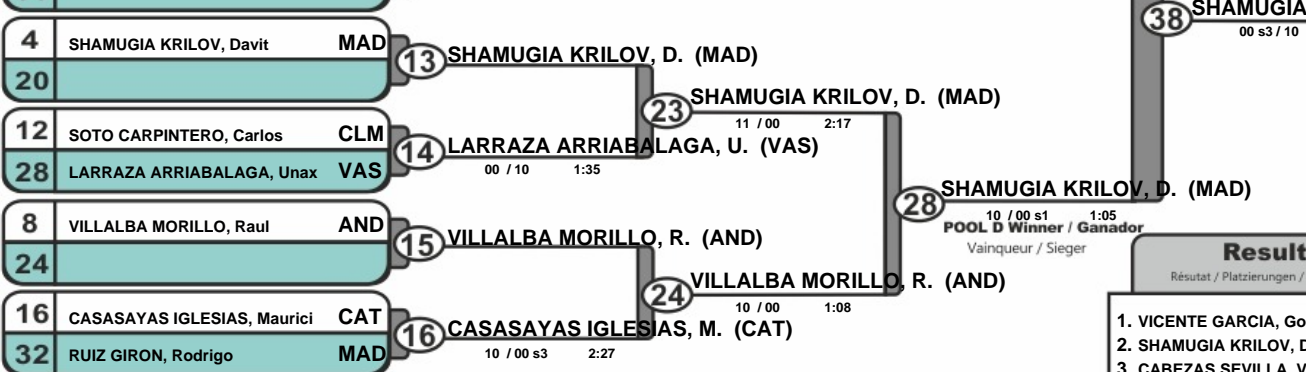 SHAMUGIA
38
00 s3 / 10
4 SHAMUGIA KRILOV, Davit MAD
20
13 SHAMUGIA KRILOV, D. (MAD)
23 SHAMUGIA KRILOV, D. (MAD)
11 / 00 2:17
12 SOTO CARPINTERO, Carlos CLM
28 LARRAZA ARRIABALAGA, Unax VAS
14 LARRAZA ARRIABALAGA, U. (VAS)
00 / 10 1:35
28 SHAMUGIA KRILOV, D. (MAD)
10 / 00 s1 1:05
POOL D Winner / Ganador
Vainqueur / Sieger
8 VILLALBA MORILLO, Raul AND
24
15 VILLALBA MORILLO, R. (AND)
24 VILLALBA MORILLO, R. (AND)
10 / 00 1:08
16 CASASAYAS IGLESIAS, Maurici CAT
32 RUIZ GIRON, Rodrigo MAD
16 CASASAYAS IGLESIAS, M. (CAT)
10 / 00 s3 2:27
Result
Résutat / Platzierungen /
1. VICENTE GARCIA, Go
2. SHAMUGIA KRILOV, D
3. CABEZAS SEVILLA, V